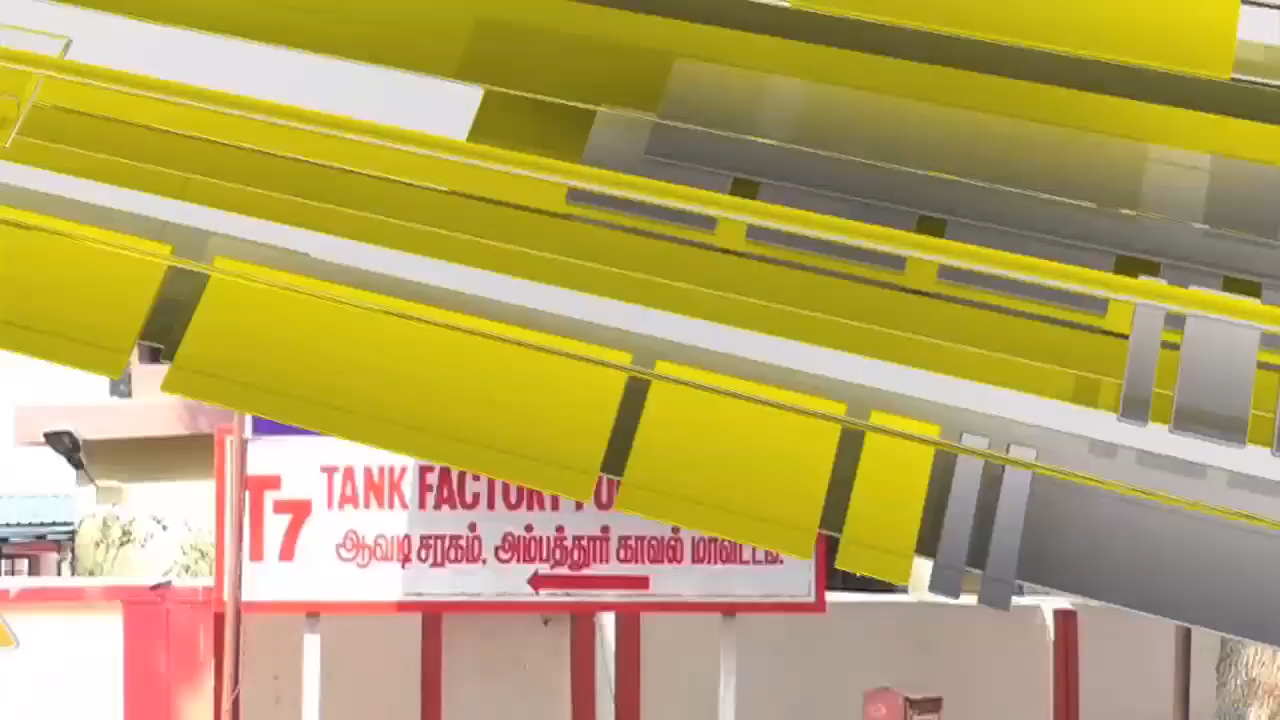 T7 TANK FACTORY
ஆவடி சரகம், அம்பத்தூர் காவல் மாவட்டம்.